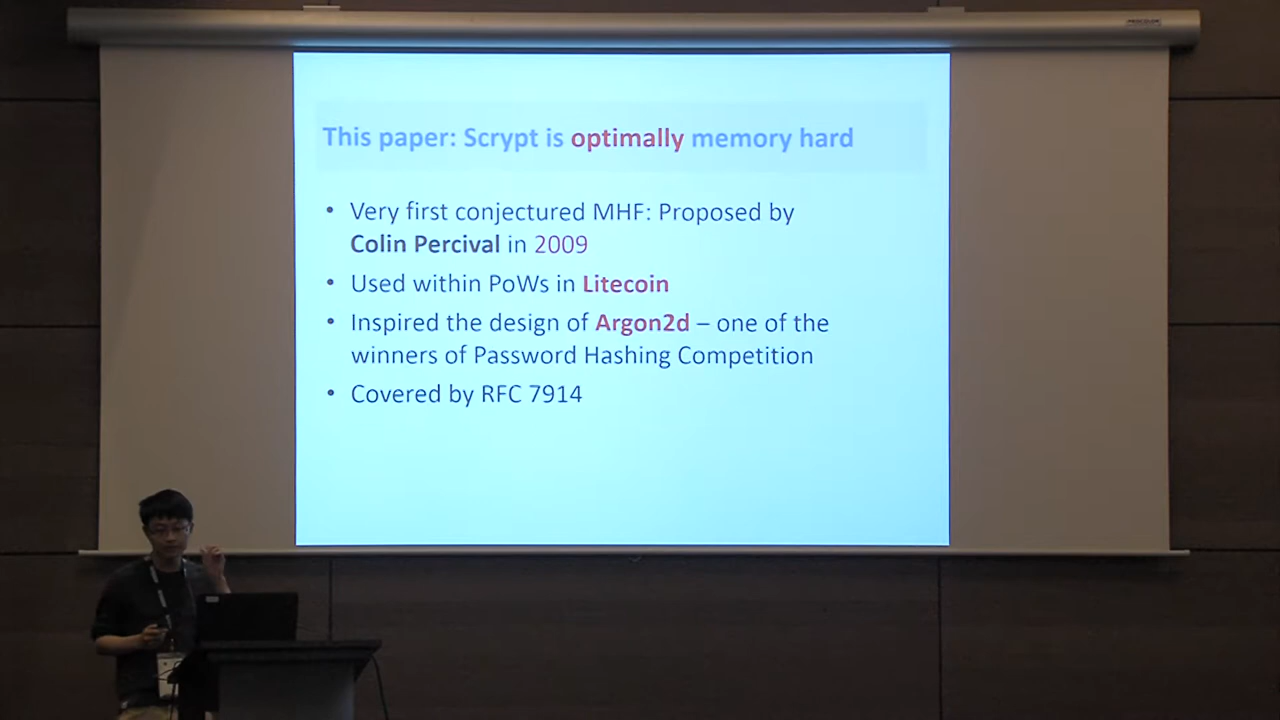 This paper: Scrypt is optimally memory hard
• Very first conjectured MHF: Proposed by
Colin Percival in 2009
• Used within PoWs in Litecoin
• Inspired the design of Argon2d – one of the
winners of Password Hashing Competition
• Covered by RFC 7914